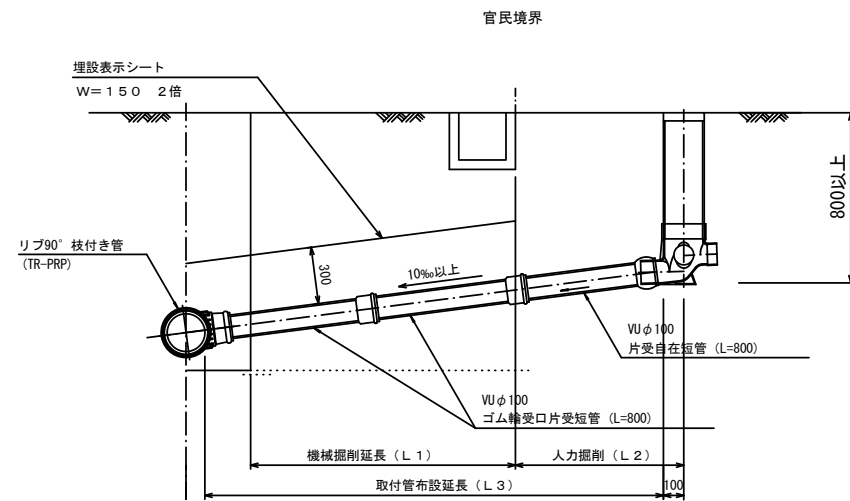 官民境界
埋設表示シート
W=150 2倍
800以上
リブ90°枝付き管
(TR-PRP)
300
10‰以上
VUφ100
片受自在短管(L=800)
VUφ100
ゴム輪受口片受短管(L=800)
機械掘削延長(L1)
人力掘削(L2)
取付管布設延長(L3)
100